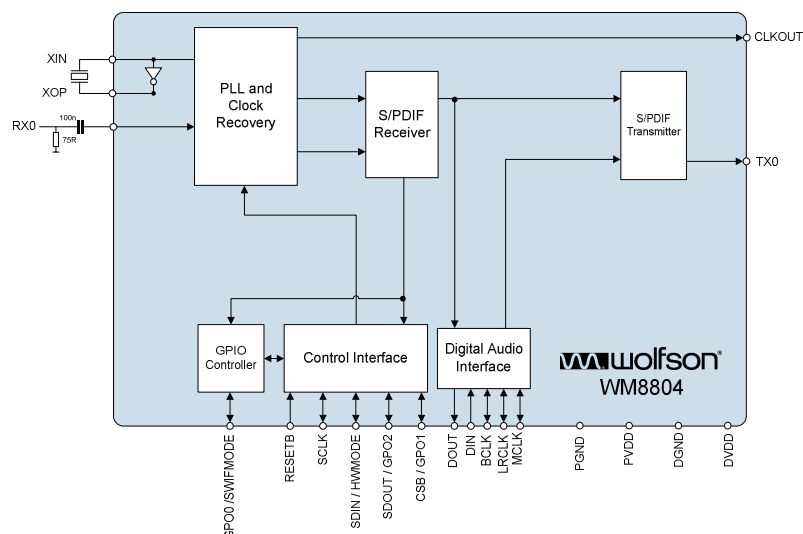 CLKOUT
XIN
XOP
PLL and
Clock
Recovery
S/PDIF
Receiver
S/PDIF
Transmitter
RX0
100n
75R
TX0
GPIO
Controller
Control Interface
Digital Audio
Interface
wolfson®
WM8804
GPO0 /SWIFMODE
RESETB
SCLK
SDIN / HWMODE
SDOUT / GPO2
CSB / GPO1
DOUT
DIN
BCLK
LRCLK
MCLK
PGND
PVDD
DGND
DVDD